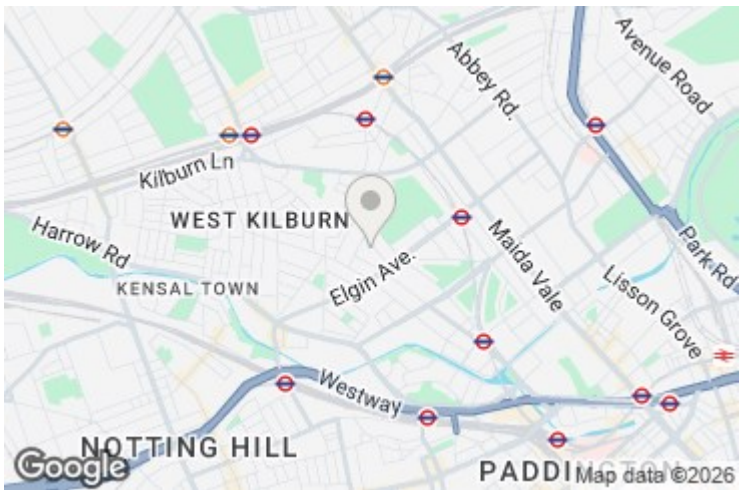 Abbey Rd.
Avenue Road
Kilburn Ln
WEST KILBURN
Harrow Rd
Maida Vale
Park Rd
Elgin Ave.
KENSAL TOWN
Lisson Grove
Westway
NOTTING HILL
PADDINGTON
Google
Map data ©2026